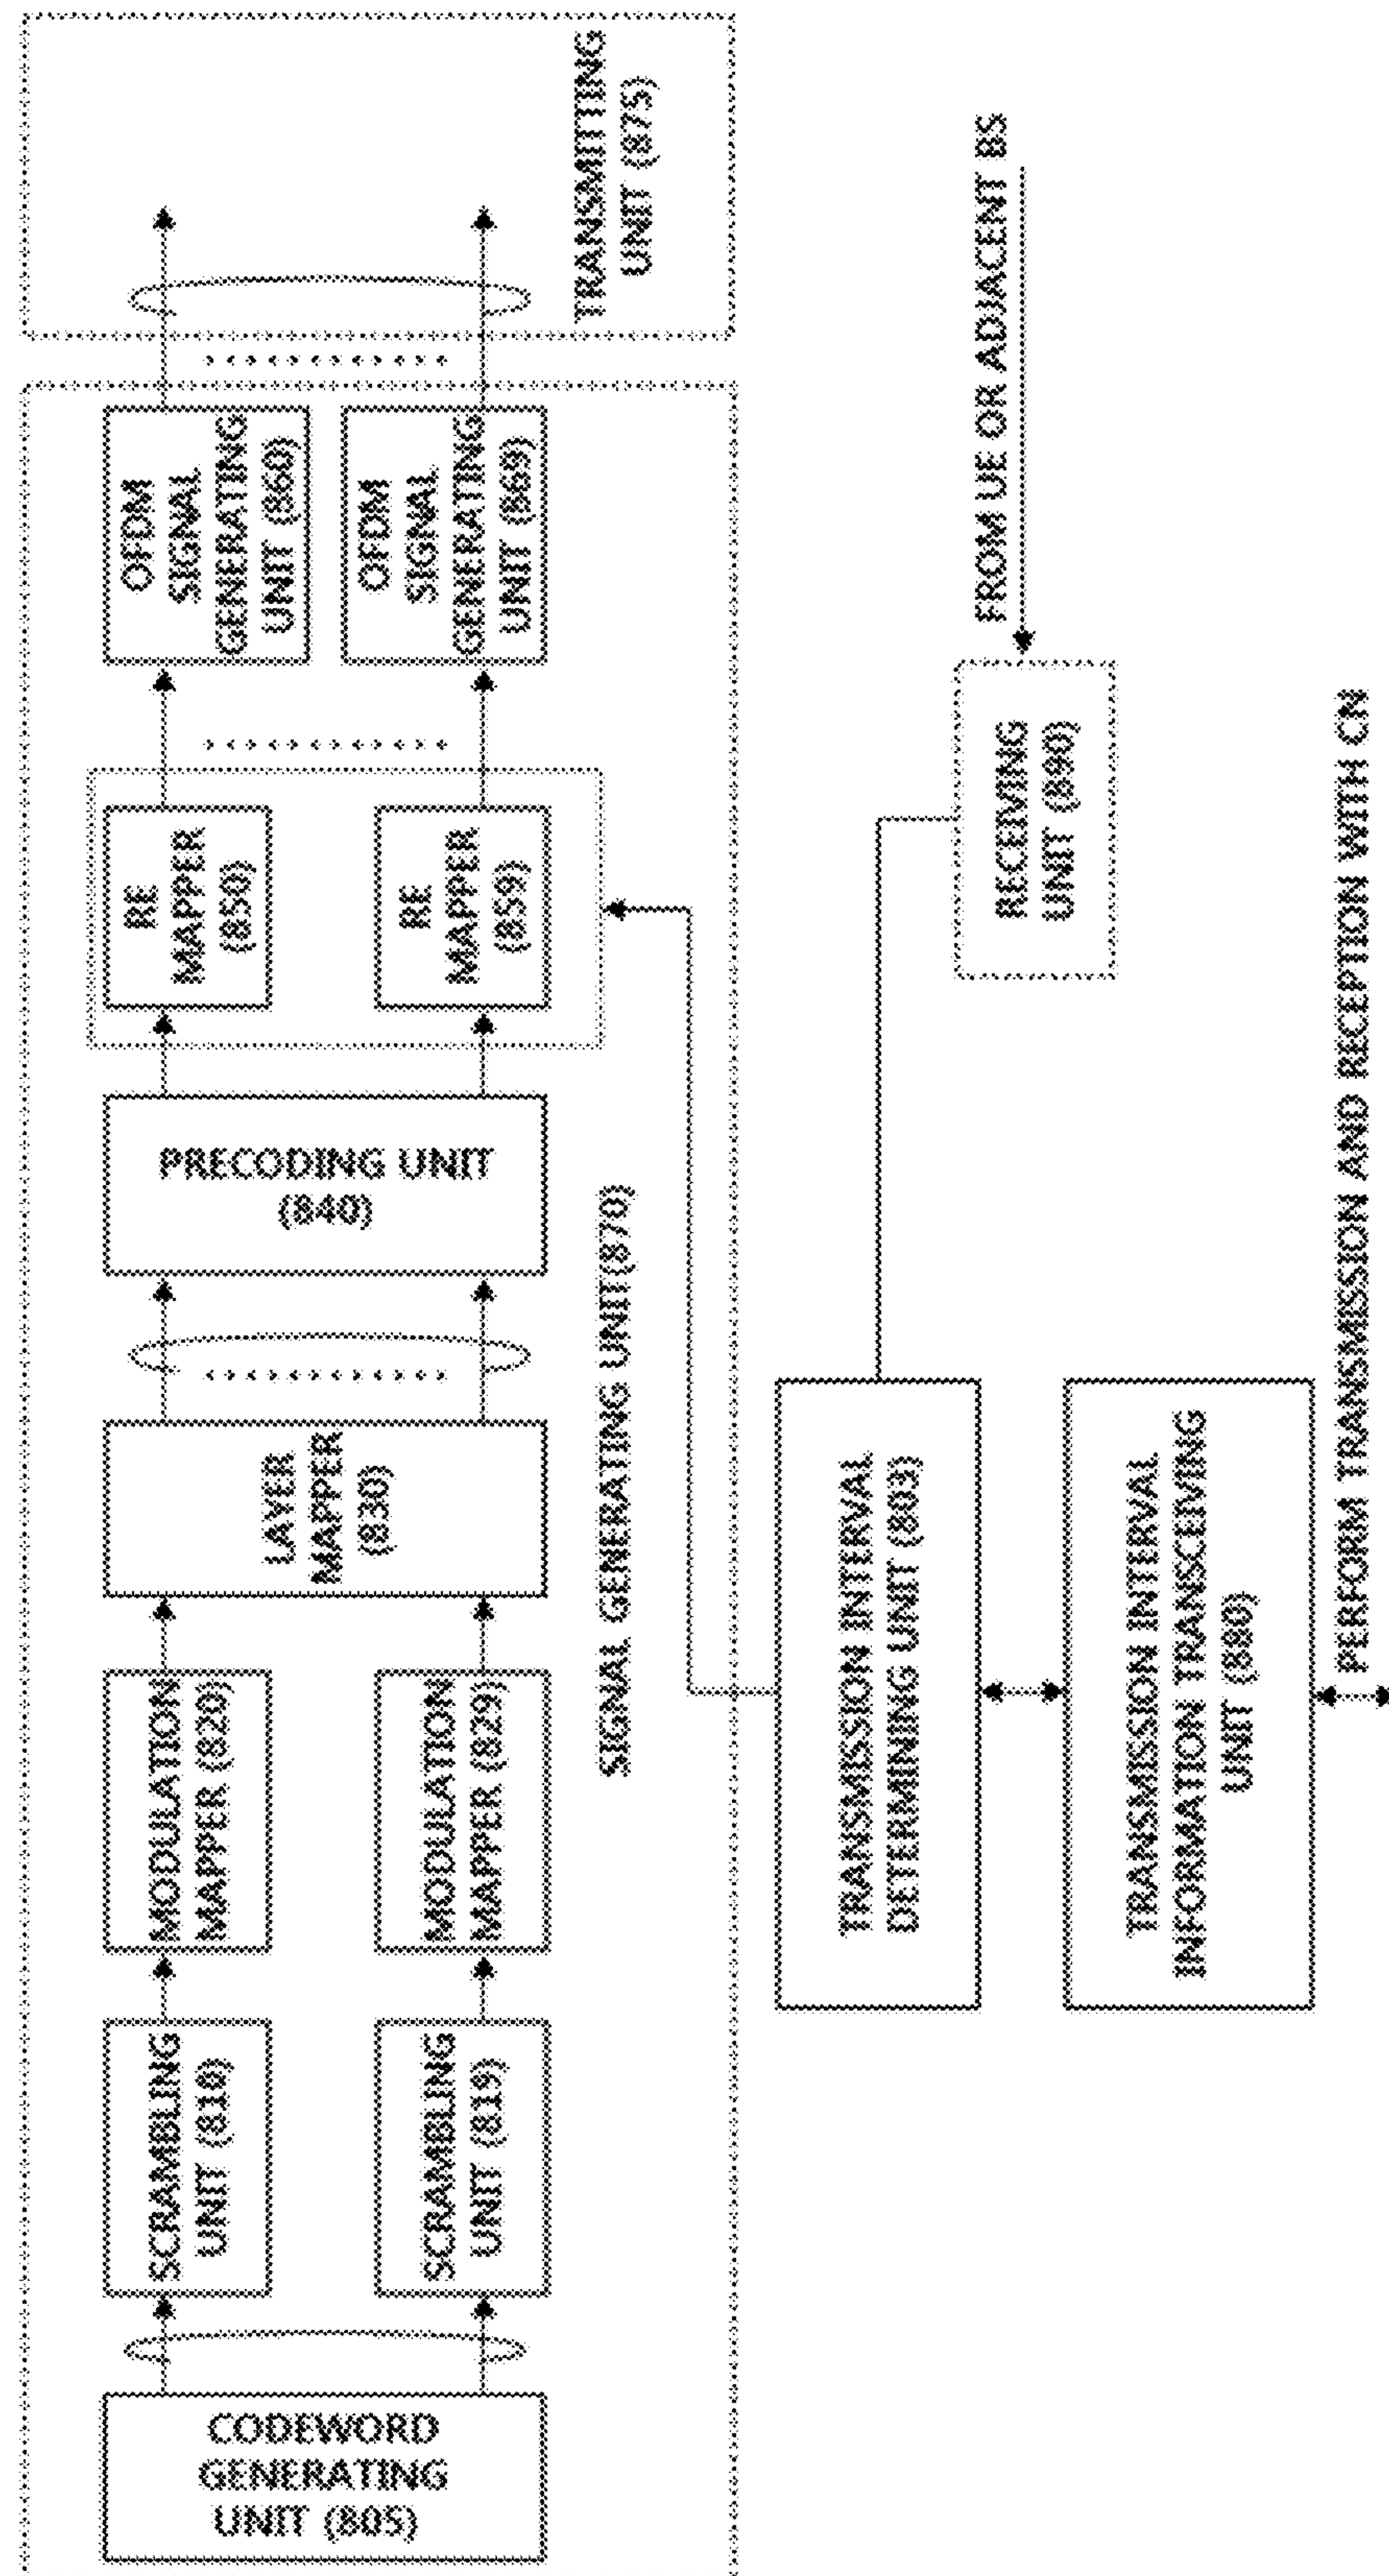 CODEWORD
GENERATING
UNIT (805)
SCRAMBLING
UNIT (810)
SCRAMBLING
UNIT (819)
MODULATION
MAPPER (820)
MODULATION
MAPPER (829)
LAYER
MAPPER
(830)
PRECODING UNIT
(840)
RE
MAPPER
(850)
RE
MAPPER
(859)
OFDM
SIGNAL
GENERATING
UNIT (860)
OFDM
SIGNAL
GENERATING
UNIT (869)
SIGNAL GENERATING UNIT(870)
TRANSMITTING
UNIT (875)
TRANSMISSION INTERVAL
DETERMINING UNIT (803)
RECEIVING
UNIT (890)
FROM UE OR ADJACENT BS
TRANSMISSION INTERVAL
INFORMATION TRANSCEIVING
UNIT (880)
PERFORM TRANSMISSION AND RECEPTION WITH CN